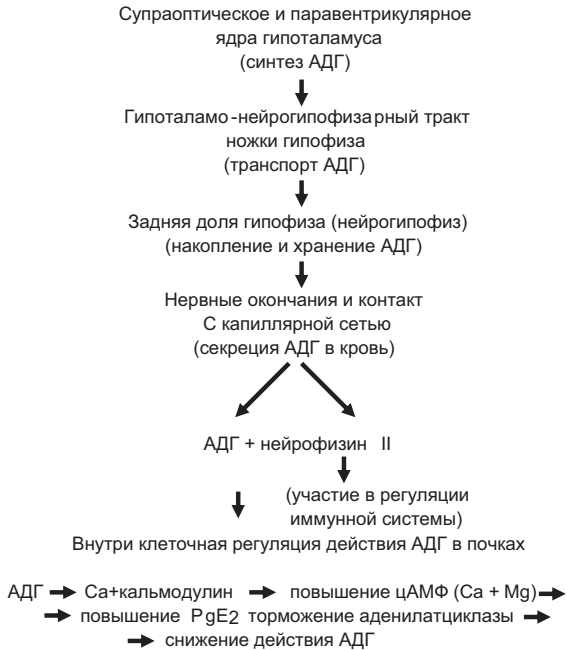 Супраоптическое и паравентрикулярное
ядра гипоталамуса
(синтез АДГ)
Гипоталамо-нейрогипофизарный тракт
ножки гипофиза
(транспорт АДГ)
Задняя доля гипофиза (нейрогипофиз)
(накопление и хранение АДГ)
Нервные окончания и контакт
С капиллярной сетью
(секреция АДГ в кровь)
АДГ + нейрофизин II
(участие в регуляции
иммунной системы)
Внутри клеточная регуляция действия АДГ в почках
АДГ → Са+кальмодулин → повышение цАМФ (Са + Mg) →
→ повышение PgE2 торможение аденилатциклазы →
→ снижение действия АДГ